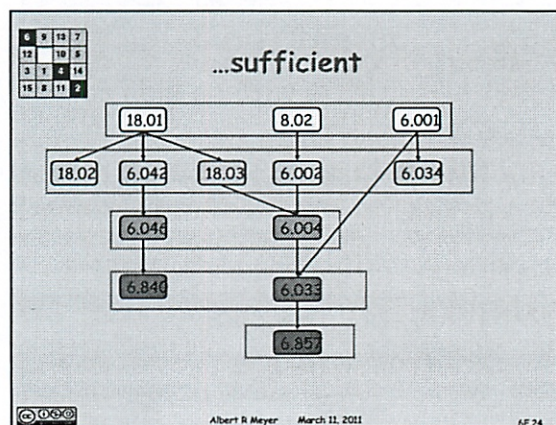 6 9 13 7
12 10 5
3 1 4 14
15 8 11 2
...sufficient
18.01 8.02 6.001
18.02 6.042 18.03 6.002 6.034
6.046 6.004
6.840 6.033
6.857
Albert R Meyer March 11, 2011 6F.24